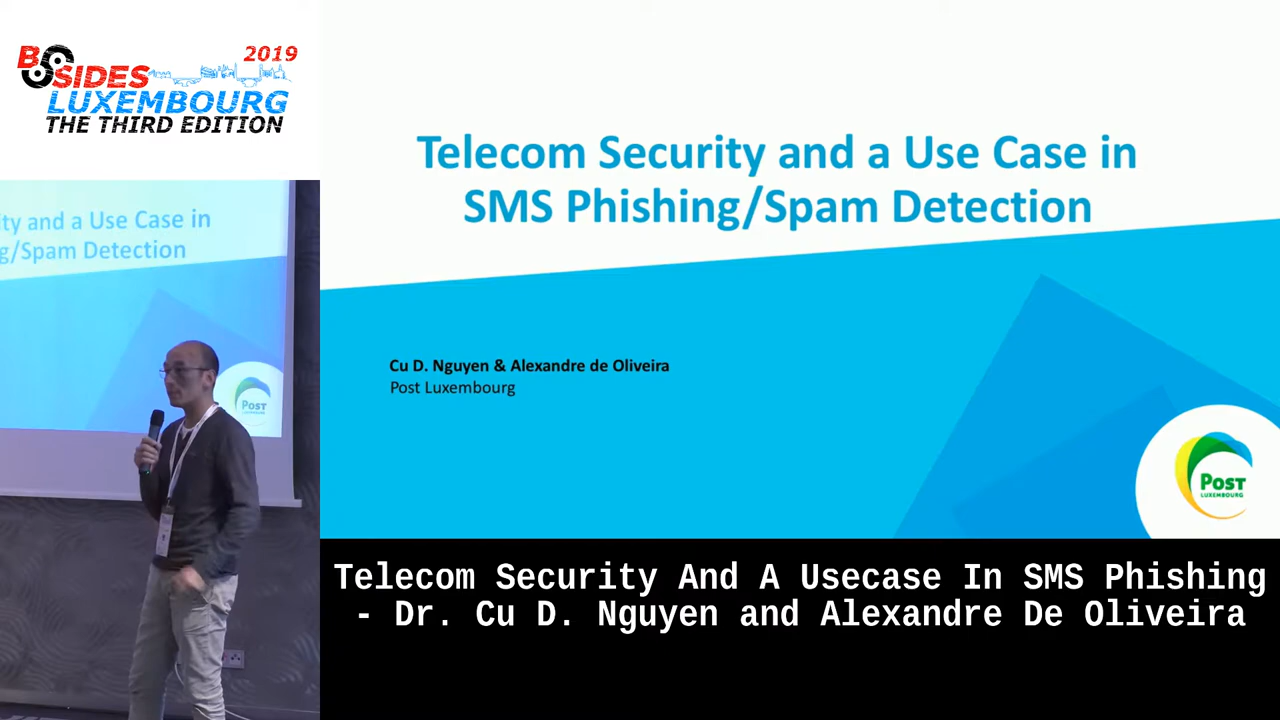 2019
BSIDES
LUXEMBOURG
THE THIRD EDITION
Telecom Security and a Use Case in
SMS Phishing/Spam Detection
ity and a Use Case in
g/Spam Detection
Cu D. Nguyen & Alexandre de Oliveira
Post Luxembourg
POST
LUXEMBOURG
POST
Telecom Security And A Usecase In SMS Phishing
- Dr. Cu D. Nguyen and Alexandre De Oliveira